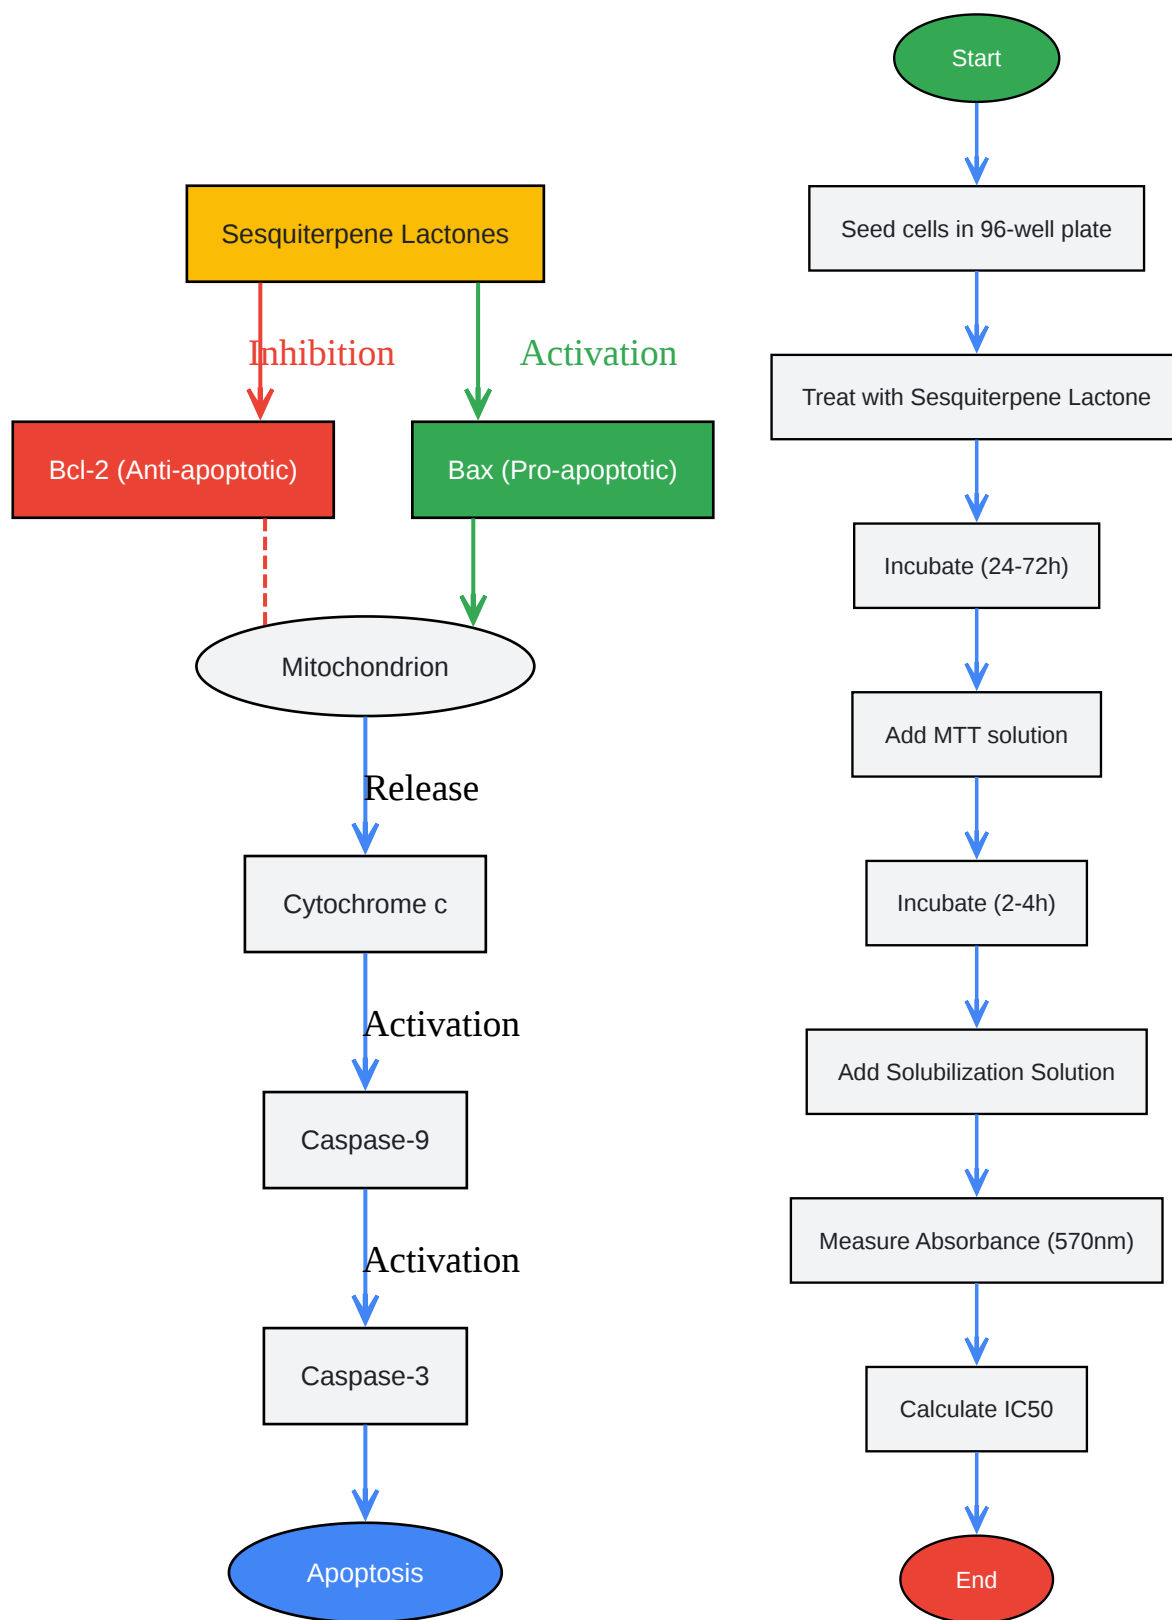 Sesquiterpene Lactones
Inhibition
Activation
Bcl-2 (Anti-apoptotic)
Bax (Pro-apoptotic)
Mitochondrion
Release
Cytochrome c
Activation
Caspase-9
Activation
Caspase-3
Apoptosis
Start
Seed cells in 96-well plate
Treat with Sesquiterpene Lactone
Incubate (24-72h)
Add MTT solution
Incubate (2-4h)
Add Solubilization Solution
Measure Absorbance (570nm)
Calculate IC50
End